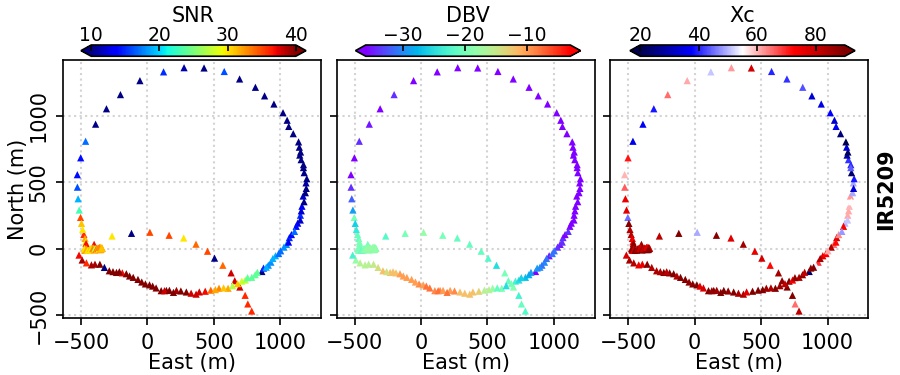 SNR DBV Xc
10 20 30 40 −30 −20 −10 20 40 60 80
North (m)
1000
500
0
−500
−500 0 500 1000 −500 0 500 1000 −500 0 500 1000
East (m) East (m) East (m)
IR5209